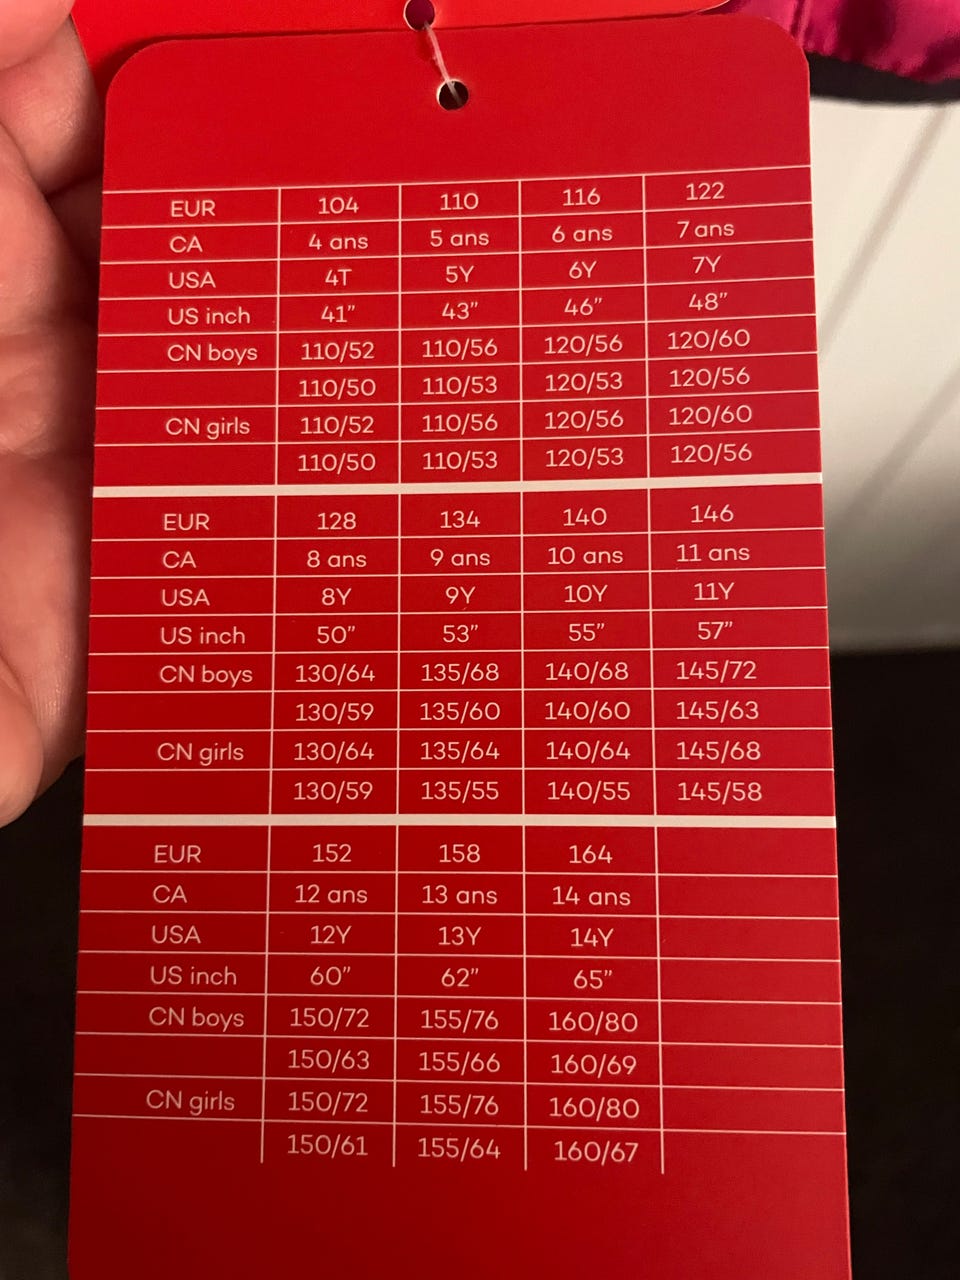 EUR 104 110 116 122
CA 4 ans 5 ans 6 ans 7 ans
USA 4T 5Y 6Y 7Y
US inch 41” 43” 46” 48”
CN boys 110/52 110/56 120/56 120/60
110/50 110/53 120/53 120/56
CN girls 110/52 110/56 120/56 120/60
110/50 110/53 120/53 120/56
EUR 128 134 140 146
CA 8 ans 9 ans 10 ans 11 ans
USA 8Y 9Y 10Y 11Y
US inch 50” 53” 55” 57”
CN boys 130/64 135/68 140/68 145/72
130/59 135/60 140/60 145/63
CN girls 130/64 135/64 140/64 145/68
130/59 135/55 140/55 145/58
EUR 152 158 164
CA 12 ans 13 ans 14 ans
USA 12Y 13Y 14Y
US inch 60” 62” 65”
CN boys 150/72 155/76 160/80
150/63 155/66 160/69
CN girls 150/72 155/76 160/80
150/61 155/64 160/67